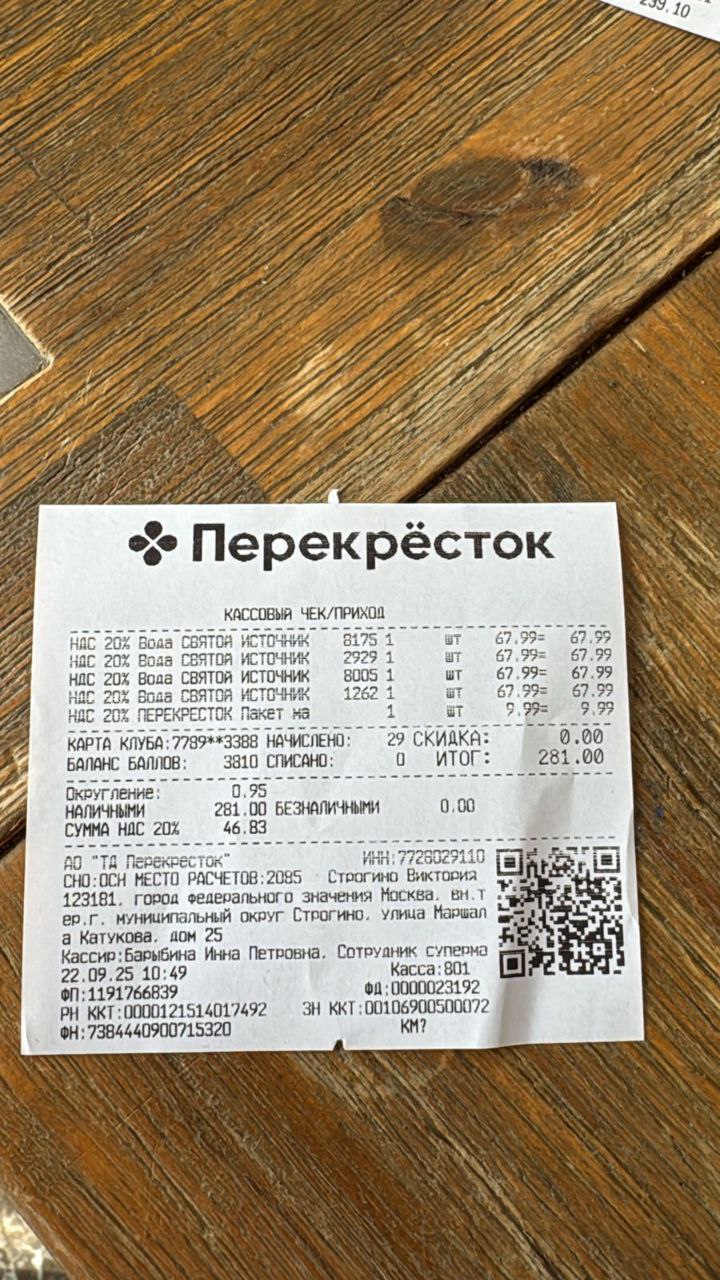 239.10
Перекрёсток
КАССОВЫЙ ЧЕК/ПРИХОД
НДС 20% Вода СВЯТОЙ ИСТОЧНИК 8175 1 шт 67.99= 67.99
НДС 20% Вода СВЯТОЙ ИСТОЧНИК 2929 1 шт 67.99= 67.99
НДС 20% Вода СВЯТОЙ ИСТОЧНИК 8005 1 шт 67.99= 67.99
НДС 20% Вода СВЯТОЙ ИСТОЧНИК 1262 1 шт 67.99= 67.99
НДС 20% ПЕРЕКРЕСТОК Пакет ма 1 шт 9.99= 9.99
КАРТА КЛУБА:7789**3388 НАЧИСЛЕНО: 29 СКИДКА: 0.00
БАЛАНС БАЛЛОВ: 3810 СПИСАНО: 0 ИТОГ: 281.00
Округление: 0.95
НАЛИЧНЫМИ 281.00 БЕЗНАЛИЧНЫМИ 0.00
СУММА НДС 20% 46.83
АО "ТД Перекресток" ИНН:7728029110
СНО:ОСН МЕСТО РАСЧЕТОВ:2085 Строгино Виктория
123181, город федерального значения Москва, вн.т
ер.г. муниципальный округ Строгино, улица Маршал
а Катукова, дом 25
Кассир:Барыбина Инна Петровна, Сотрудник суперма
22.09.25 10:49 Касса:801
ФП:1191766839 ФД:0000023192
РН ККТ:0000121514017492 ЗН ККТ:00106900500072
ФН:7384440900715320 КМ?